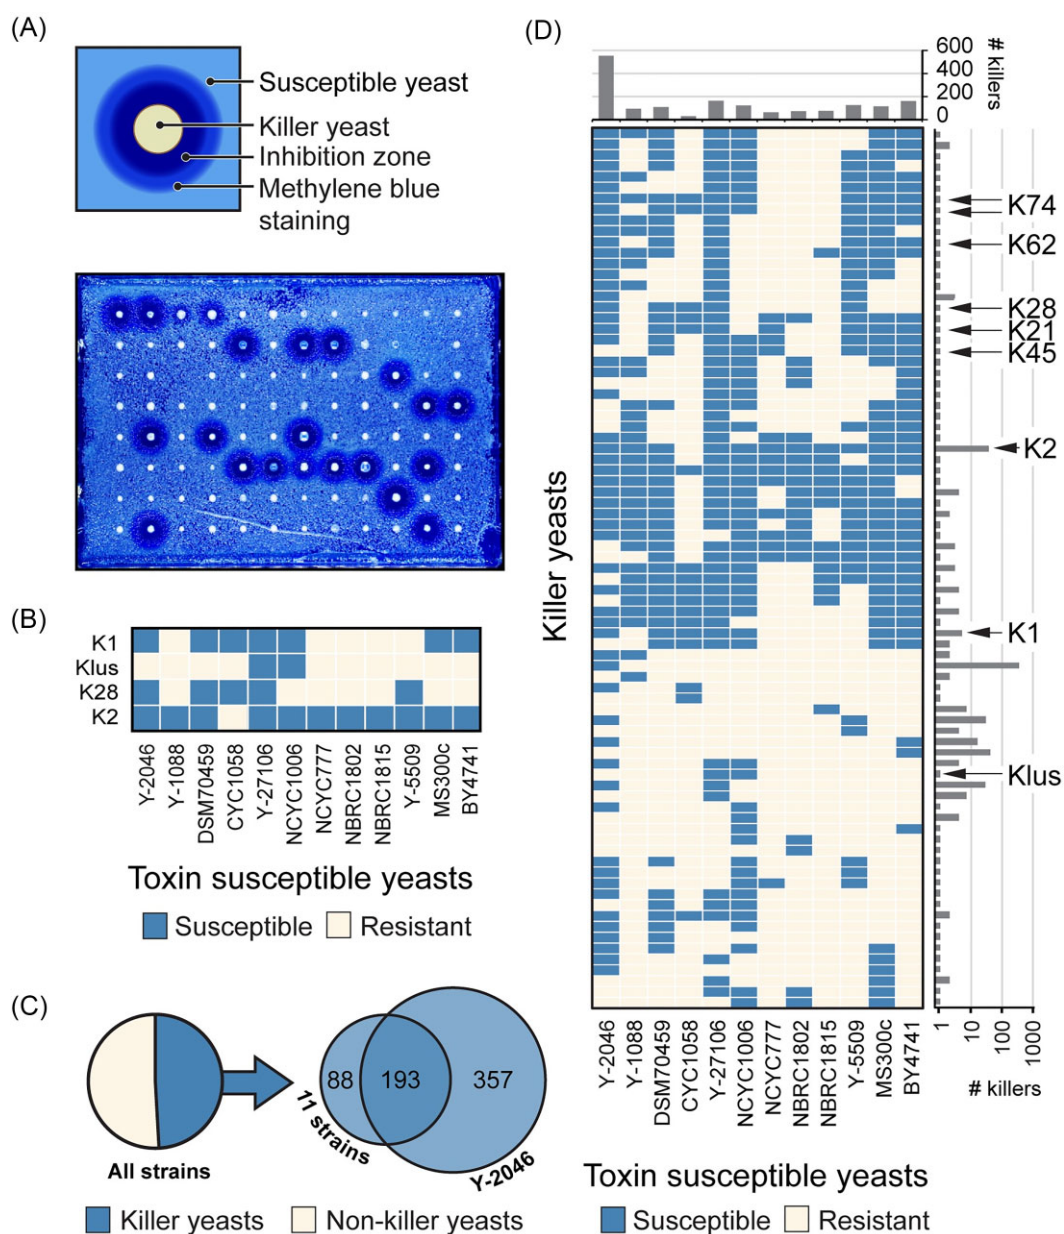 (A)
Susceptible yeast
Killer yeast
Inhibition zone
Methylene blue
staining
(B)
K1
Klus
K28
K2
Y-2046
Y-1088
DSM70459
CYC1058
Y-27106
NCYC1006
NCYC777
NBRC1802
NBRC1815
Y-5509
MS300c
BY4741
Toxin susceptible yeasts
Susceptible
Resistant
(C)
88
193
357
11 strains
Y-2046
All strains
Killer yeasts
Non-killer yeasts
(D)
600
400
200
0
# killers
Killer yeasts
K74
K62
K28
K21
K45
K2
K1
Klus
Y-2046
Y-1088
DSM70459
CYC1058
Y-27106
NCYC1006
NCYC777
NBRC1802
NBRC1815
Y-5509
MS300c
BY4741
1
10
100
1000
# killers
Toxin susceptible yeasts
Susceptible
Resistant